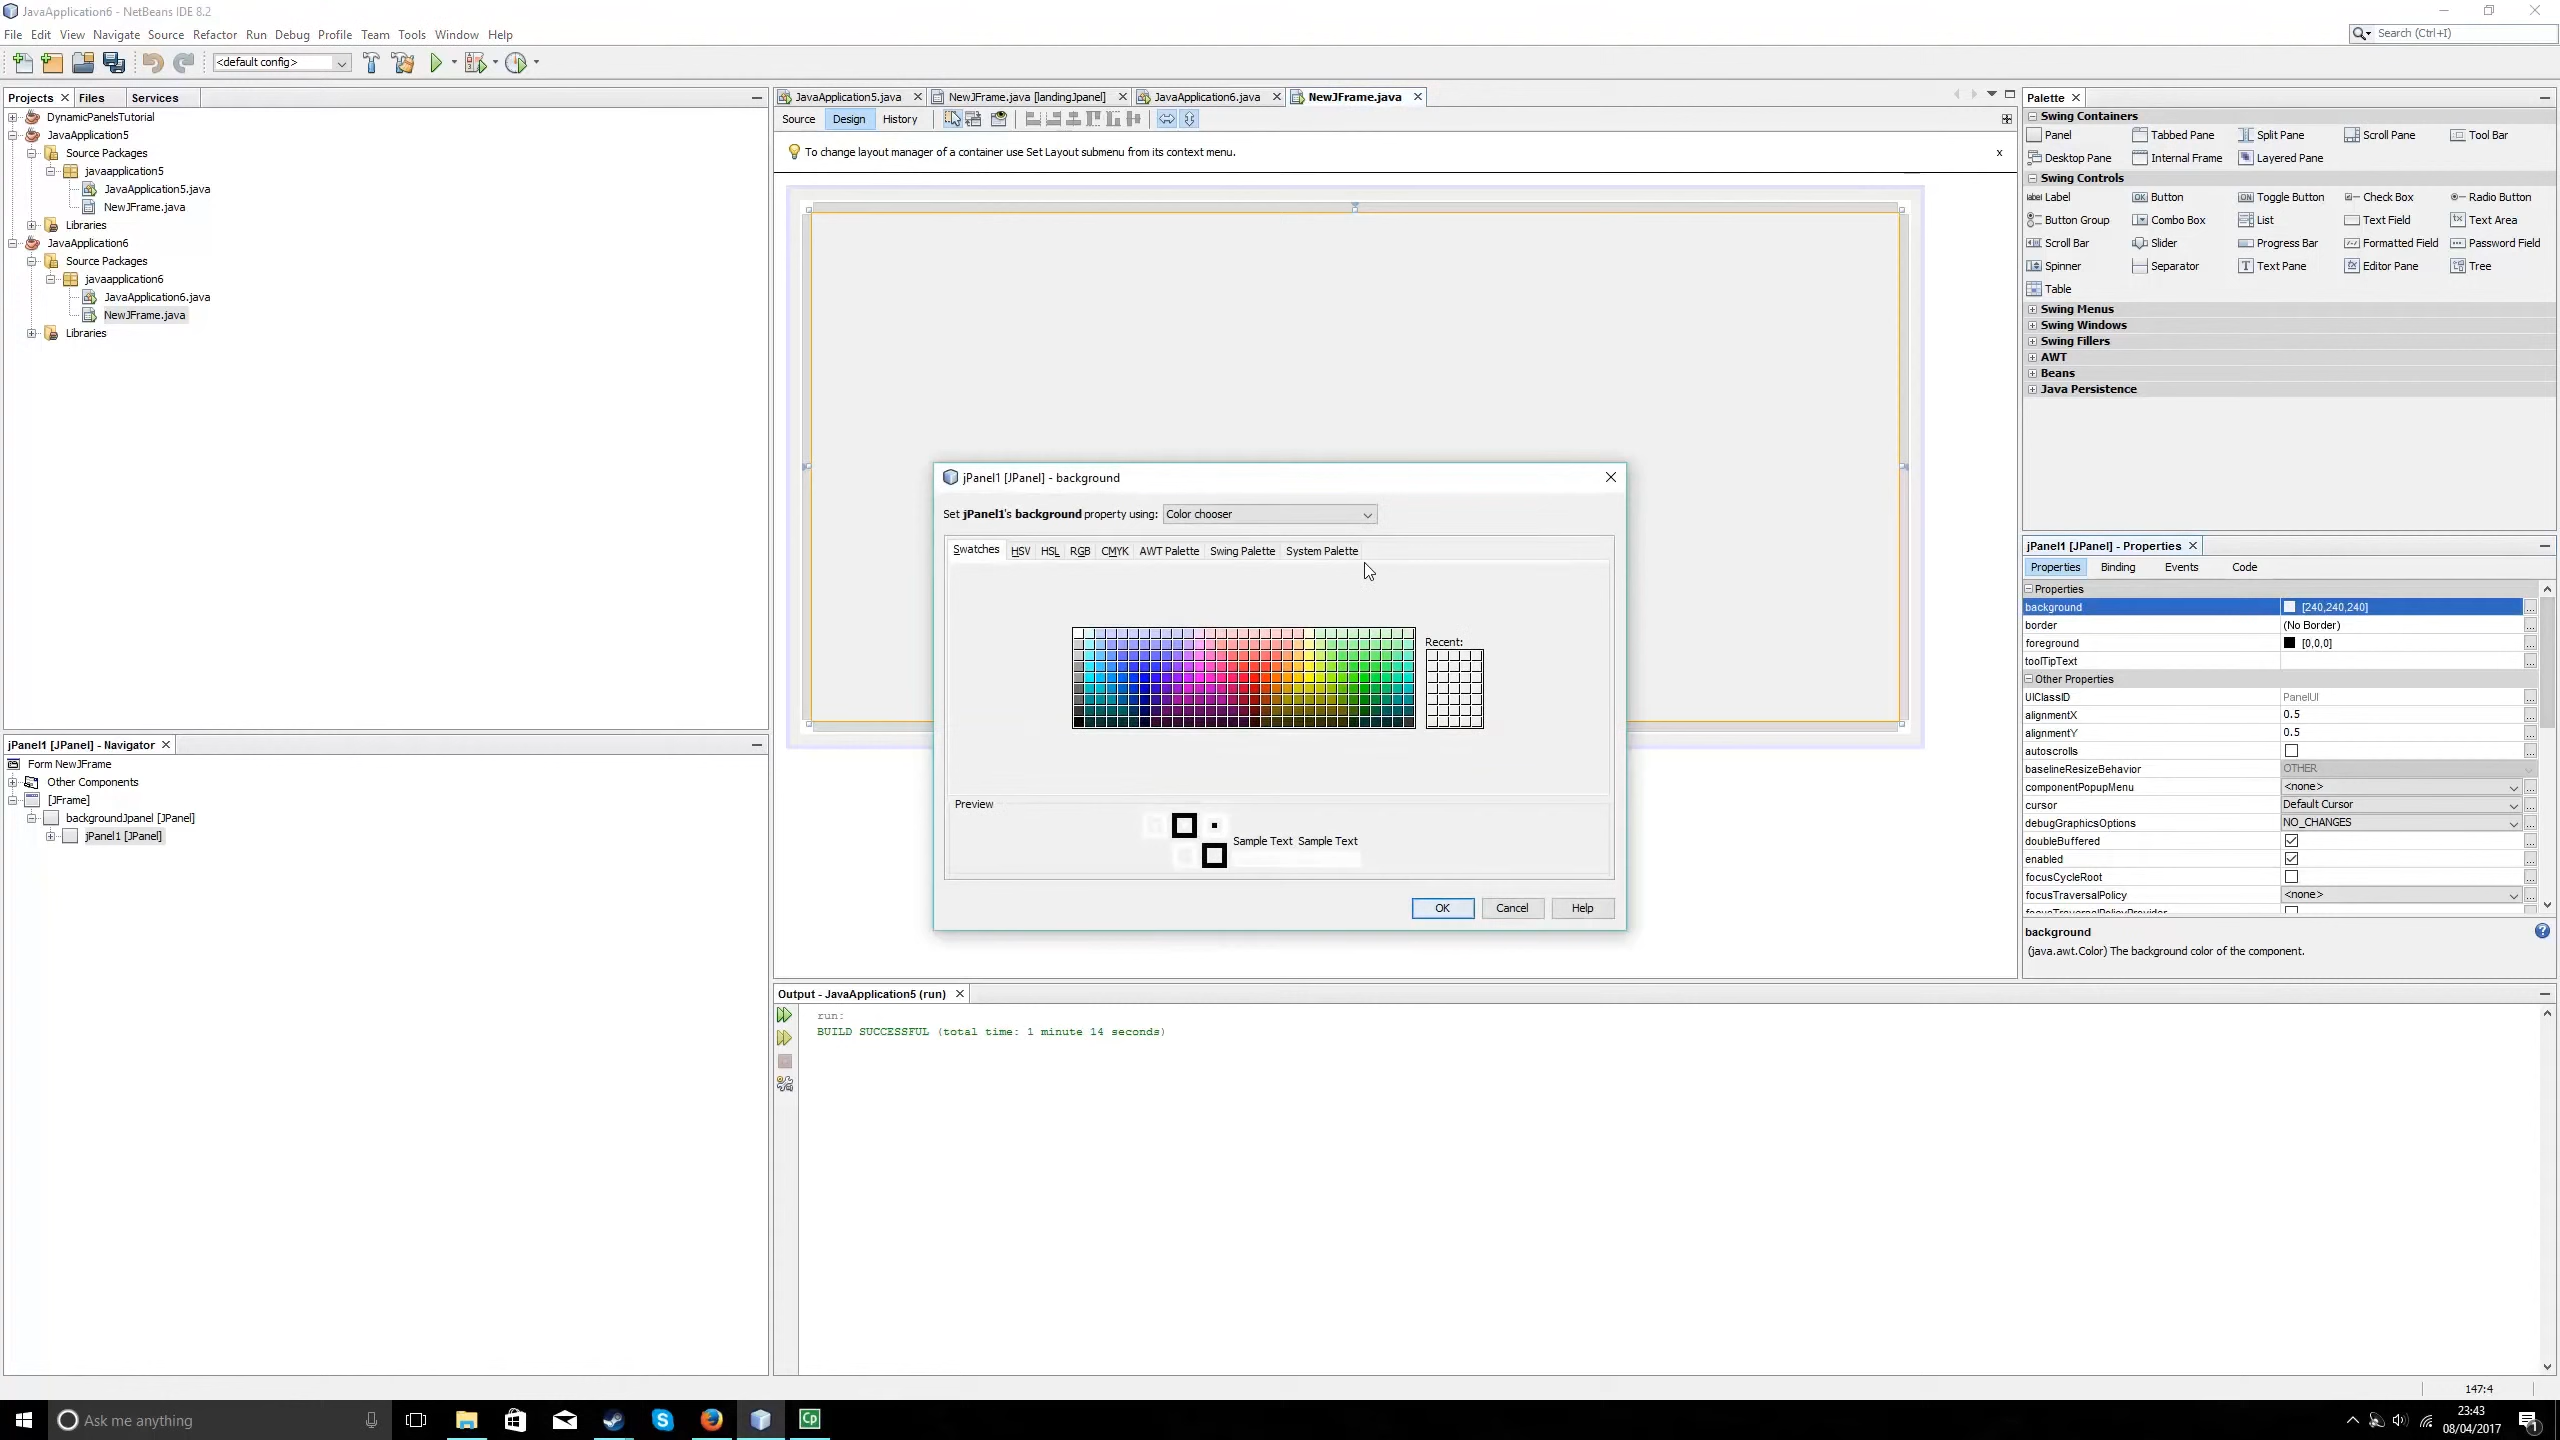 JavaApplication6 - NetBeans IDE 8.2
File Edit View Navigate Source Refactor Run Debug Profile Team Tools Window Help
Search (Ctrl+I)
<default config>
Projects Files Services
DynamicPanelsTutorial
JavaApplication5
Source Packages
javaapplication5
JavaApplication5.java
NewJFrame.java
Libraries
JavaApplication6
Source Packages
javaapplication6
JavaApplication6.java
NewJFrame.java
Libraries
jPanel1 [JPanel] - Navigator
Form NewJFrame
Other Components
[JFrame]
backgroundJpanel [JPanel]
jPanel1 [JPanel]
JavaApplication5.java NewJFrame.java [landingJpanel] JavaApplication6.java NewJFrame.java
Source Design History
To change layout manager of a container use Set Layout submenu from its context menu. x
jPanel1 [JPanel] - background
Set jPanel1's background property using: Color chooser
Swatches HSV HSL RGB CMYK AWT Palette Swing Palette System Palette
Recent:
Preview
Sample Text Sample Text
OK Cancel Help
Output - JavaApplication5 (run)
run:
BUILD SUCCESSFUL (total time: 1 minute 14 seconds)
Palette
Swing Containers
Panel Tabbed Pane Split Pane Scroll Pane Tool Bar
Desktop Pane Internal Frame Layered Pane
Swing Controls
label Label OK Button ON Toggle Button Check Box Radio Button
Button Group Combo Box List Text Field Text Area
Scroll Bar Slider Progress Bar Formatted Field Password Field
Spinner Separator Text Pane Editor Pane Tree
Table
Swing Menus
Swing Windows
Swing Fillers
AWT
Beans
Java Persistence
jPanel1 [JPanel] - Properties
Properties Binding Events Code
Properties
background [240,240,240] ...
border (No Border) ...
foreground [0,0,0] ...
toolTipText ...
Other Properties
UIClassID PanelUI ...
alignmentX 0.5 ...
alignmentY 0.5 ...
autoscrolls ...
baselineResizeBehavior OTHER
componentPopupMenu <none> ...
cursor Default Cursor ...
debugGraphicsOptions NO_CHANGES ...
doubleBuffered ...
enabled ...
focusCycleRoot ...
focusTraversalPolicy <none> ...
focusTraversalPolicyProvider
background
(java.awt.Color) The background color of the component.
147:4
Ask me anything
Cp
23:43
08/04/2017
1